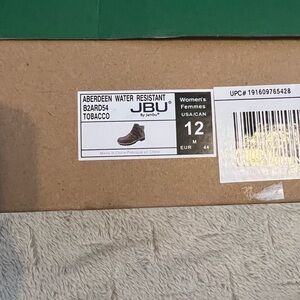 ABERDEEN WATER RESISTANT
B2ARD54
TOBACCO
JBU
By Jambu®
Women's
Femmes
USA/CAN
12
M
EUR 44
UPC# 191609765428